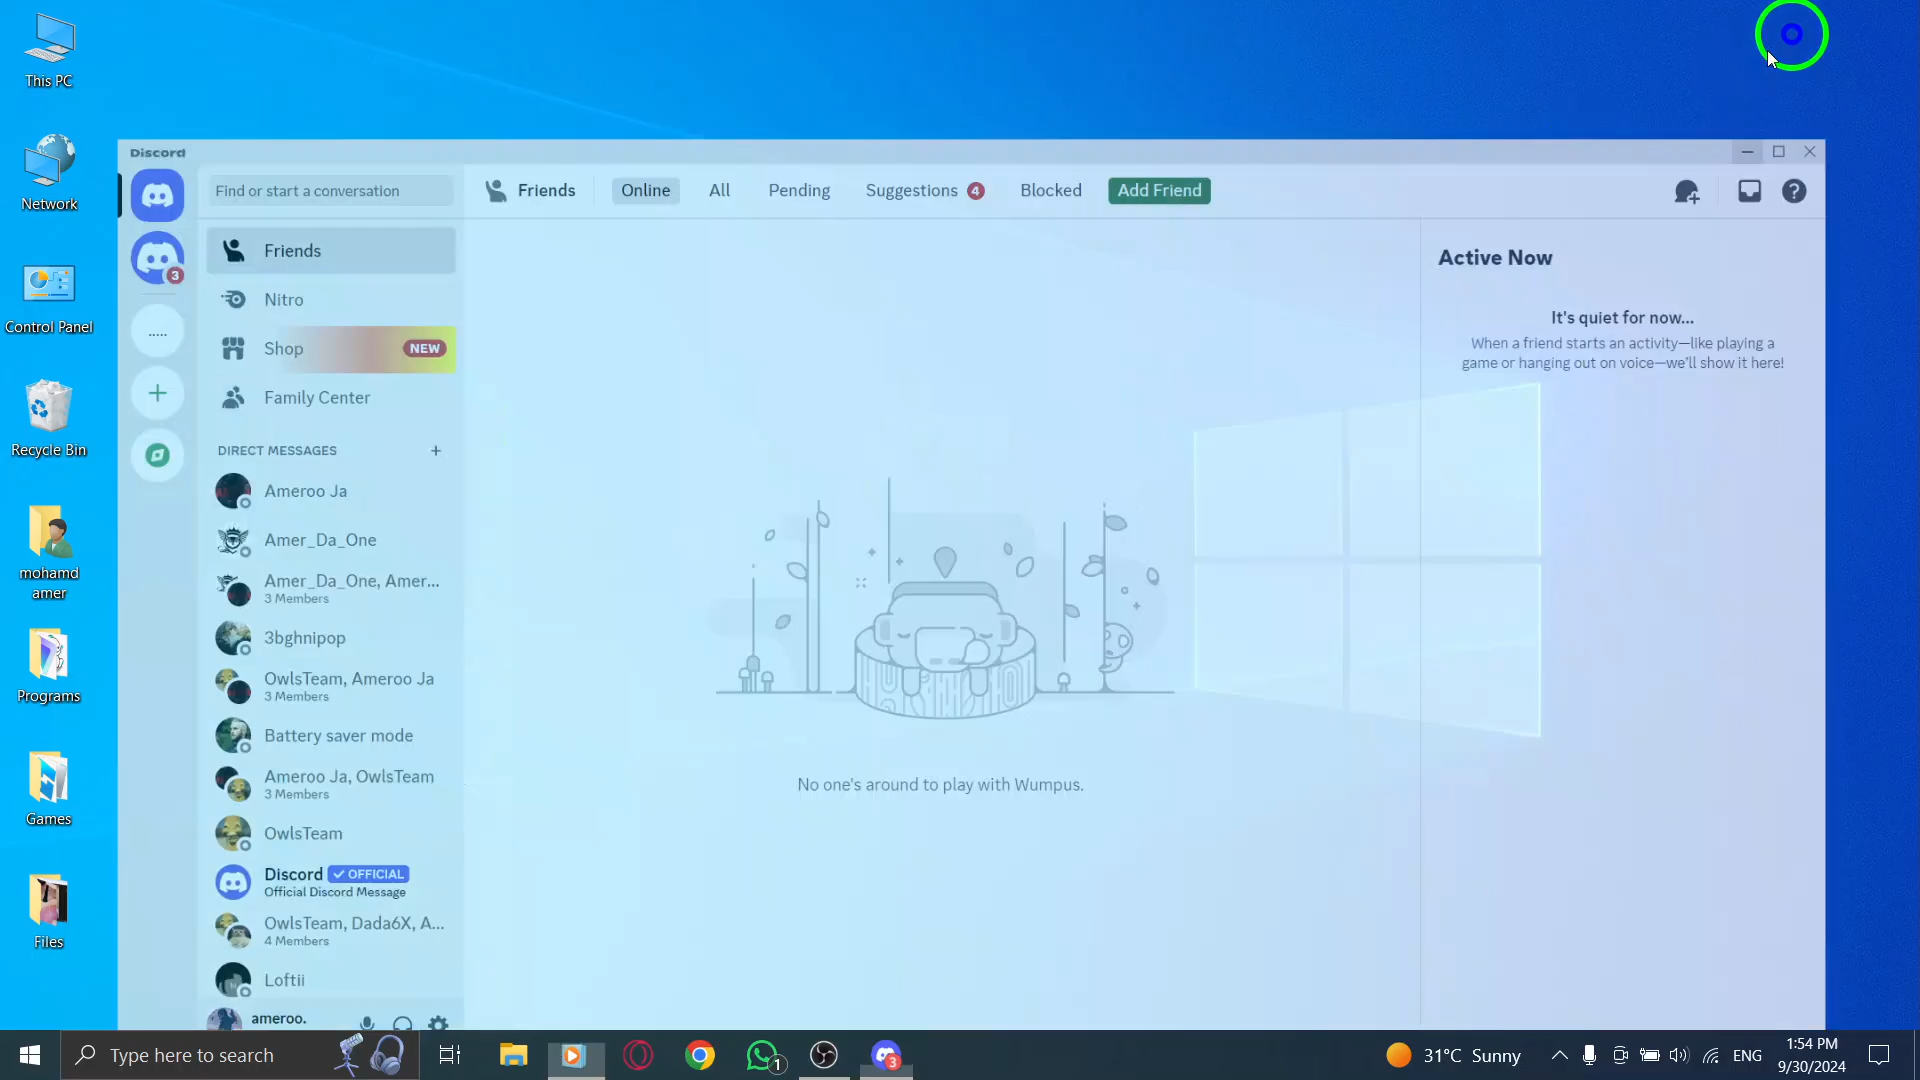 This PC
Network
Control Panel
Recycle Bin
mohamd
amer
Programs
Games
Files
Discord
Find or start a conversation
Friends
Online
All
Pending
Suggestions 4
Blocked
Add Friend
3
.....
Friends
Nitro
Shop
NEW
Family Center
DIRECT MESSAGES
Ameroo Ja
Amer_Da_One
Amer_Da_One, Amer...
3 Members
3bghnipop
OwlsTeam, Ameroo Ja
3 Members
Battery saver mode
Ameroo Ja, OwlsTeam
3 Members
OwlsTeam
Discord OFFICIAL
Official Discord Message
OwlsTeam, Dada6X, A...
4 Members
Loftii
ameroo.
No one's around to play with Wumpus.
Active Now
It's quiet for now...
When a friend starts an activity—like playing a
game or hanging out on voice—we'll show it here!
Type here to search
1
3
31°C Sunny
ENG
1:54 PM
9/30/2024